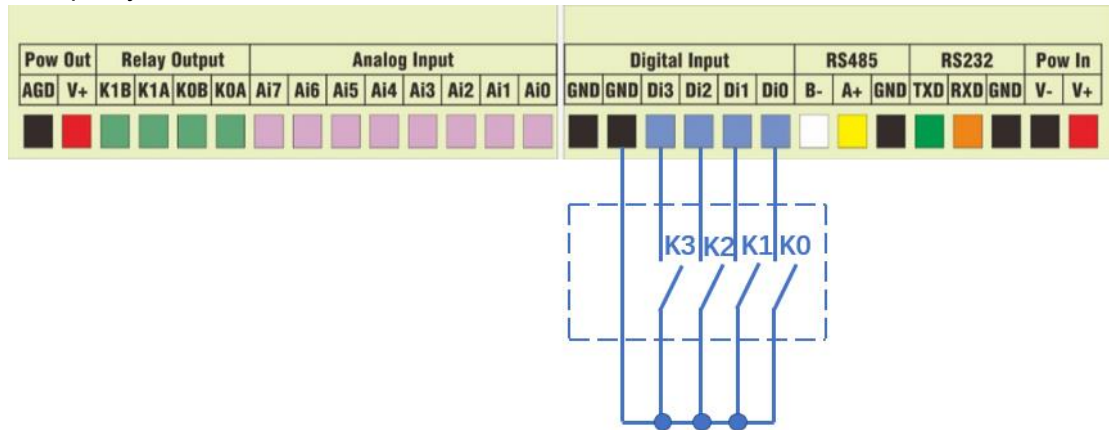 Pow Out Relay Output Analog Input Digital Input RS485 RS232 Pow In
AGD V+ K1B K1A K0B K0A Ai7 Ai6 Ai5 Ai4 Ai3 Ai2 Ai1 Ai0 GND GND Di3 Di2 Di1 Di0 B- A+ GND TXD RXD GND V- V+
K3 K2 K1 K0